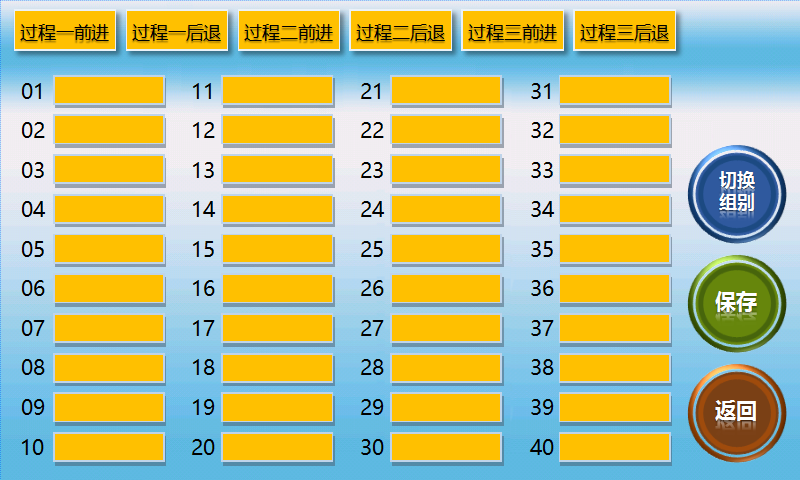 过程一前进 过程一后退 过程二前进 过程二后退 过程三前进 过程三后退
01 11 21 31
02 12 22 32
03 13 23 33
04 14 24 34
05 15 25 35
06 16 26 36
07 17 27 37
08 18 28 38
09 19 29 39
10 20 30 40
切换
组别
保存
返回